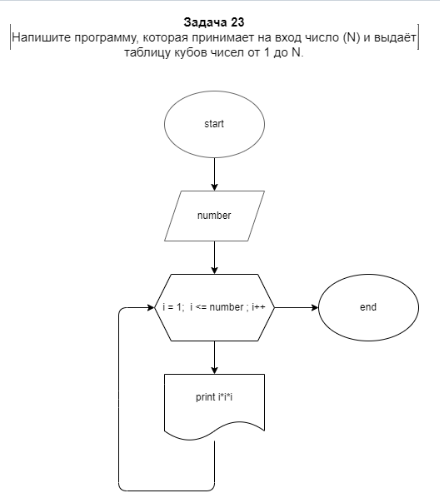 Задача 23
Напишите программу, которая принимает на вход число (N) и выдаёт
таблицу кубов чисел от 1 до N.
start
number
i = 1; i <= number ; i++
end
print i*i*i